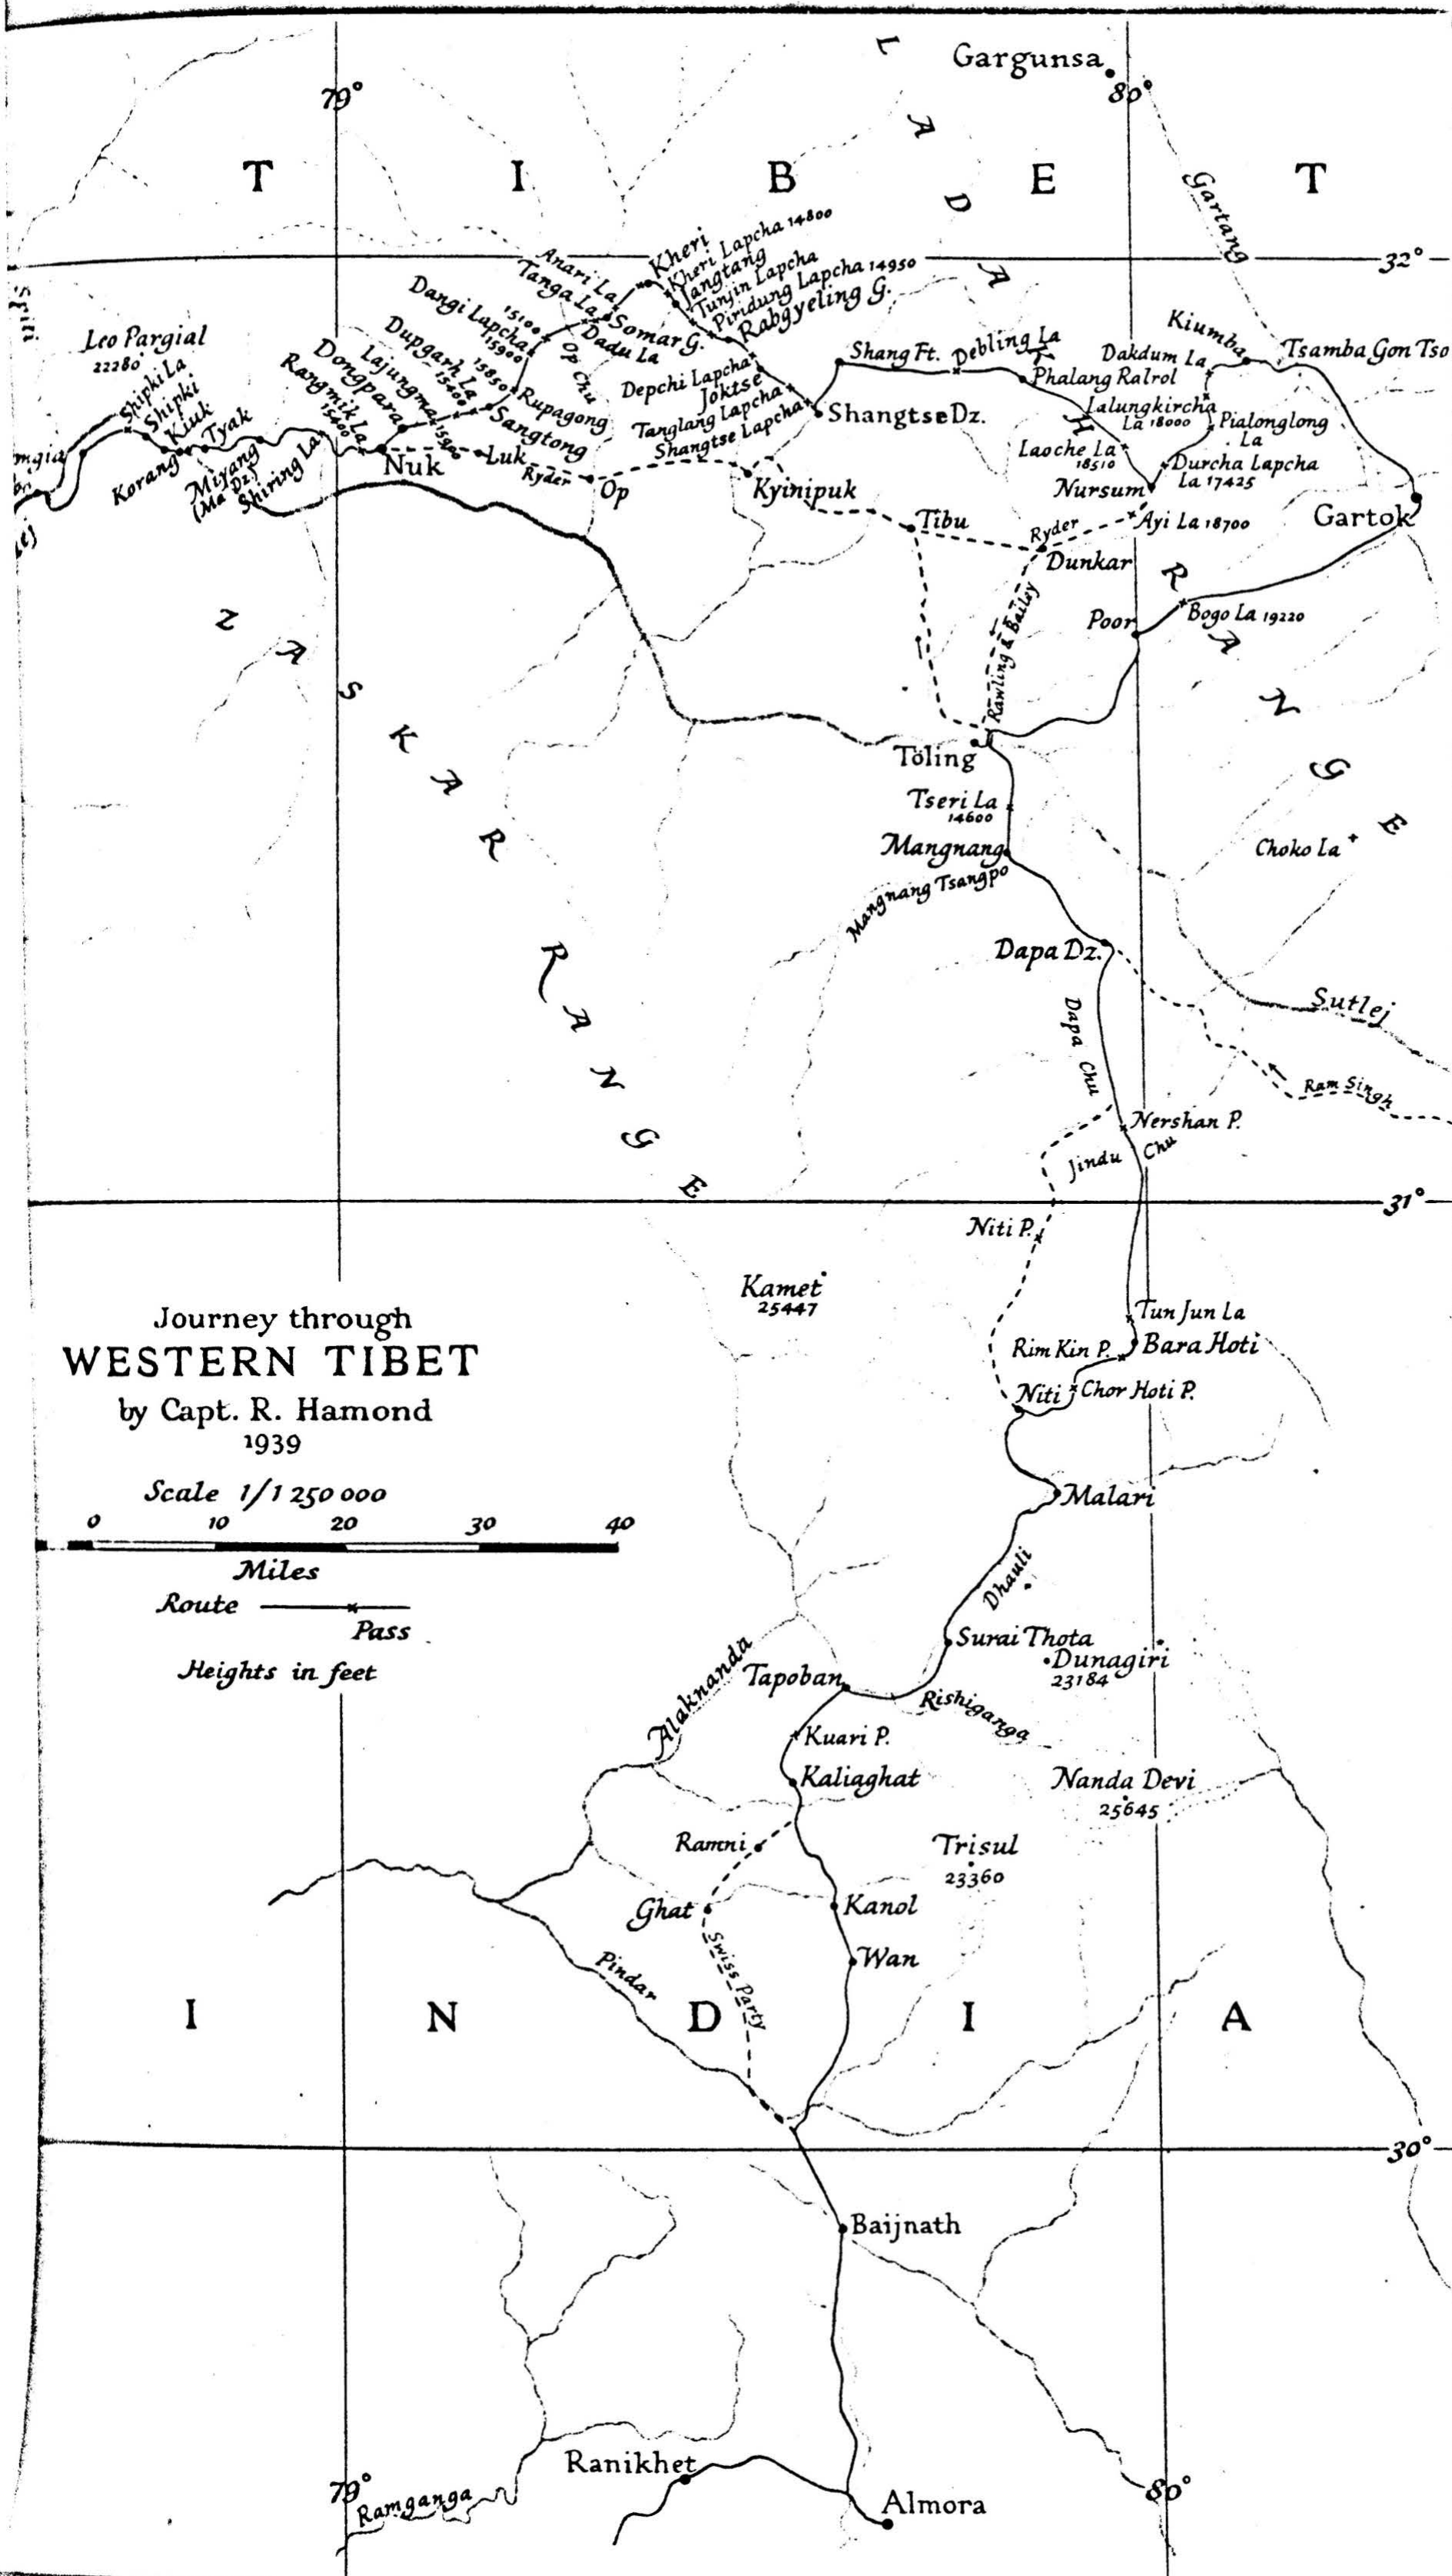 Gargunsa
79°
80°
T I B E T
L A D A K H R A N G E
Gartang
32°
Spiti
Leo Pargial
22280
Shipki La
Shipki
Kiuk
Tyak
Korang
Miyang
(Ma Dz)
Shiring La
Rangmik La
15400
Dongpara
Lajungma
15900
Dupgarh La
15400
15850
Dangi Lapcha
15900
15100
Tanga La
Anari La
Kheri
Kheri Lapcha 14800
Jangtang
Tunjin Lapcha
Piridung Lapcha 14950
Rabgyeling G.
Somar G.
Dadu La
Op Chu
Rupagong
Sangtong
Nuk
Luk
Ryder
Op
Depchi Lapcha
Joktse
Tanglang Lapcha
Shangtse Lapcha
Shangtse Dz.
Shang Ft.
Debling La
Phalang Ralrol
Kiumba
Tsamba Gon Tso
Dakdum La
Lalungkircha
La 18000
Pialonglong
La
Laoche La
18510
Durcha Lapcha
La 17425
Nursum
Kyinipuk
Tibu
Ryder
Ayi La 18700
Gartok
Dunkar
Rawling & Bailey
Poor
Bogo La 19220
Z A S K A R R A N G E
Töling
Tseri La
14600
Mangnang
Mangnang Tsangpo
Choko La
Dapa Dz.
Dapa Chu
Sutlej
Ram Singh
Nershan P.
Jindu Chu
31°
Niti P.
Kamet
25447
Tun Jun La
Rim Kin P.
Bara Hoti
Niti
Chor Hoti P.
Journey through
WESTERN TIBET
by Capt. R. Hamond
1939
Scale 1/1 250 000
0 10 20 30 40
Miles
Route
Pass
Heights in feet
Malari
Dhauli
Surai Thota
Dunagiri
23184
Tapoban
Rishiganga
Alaknanda
Kuari P.
Kaliaghat
Nanda Devi
25645
Ramni
Trisul
23360
Ghat
Kanol
Swiss Party
Wan
Pindar
I N D I A
30°
Baijnath
Ranikhet
79°
Ramganga
Almora
80°